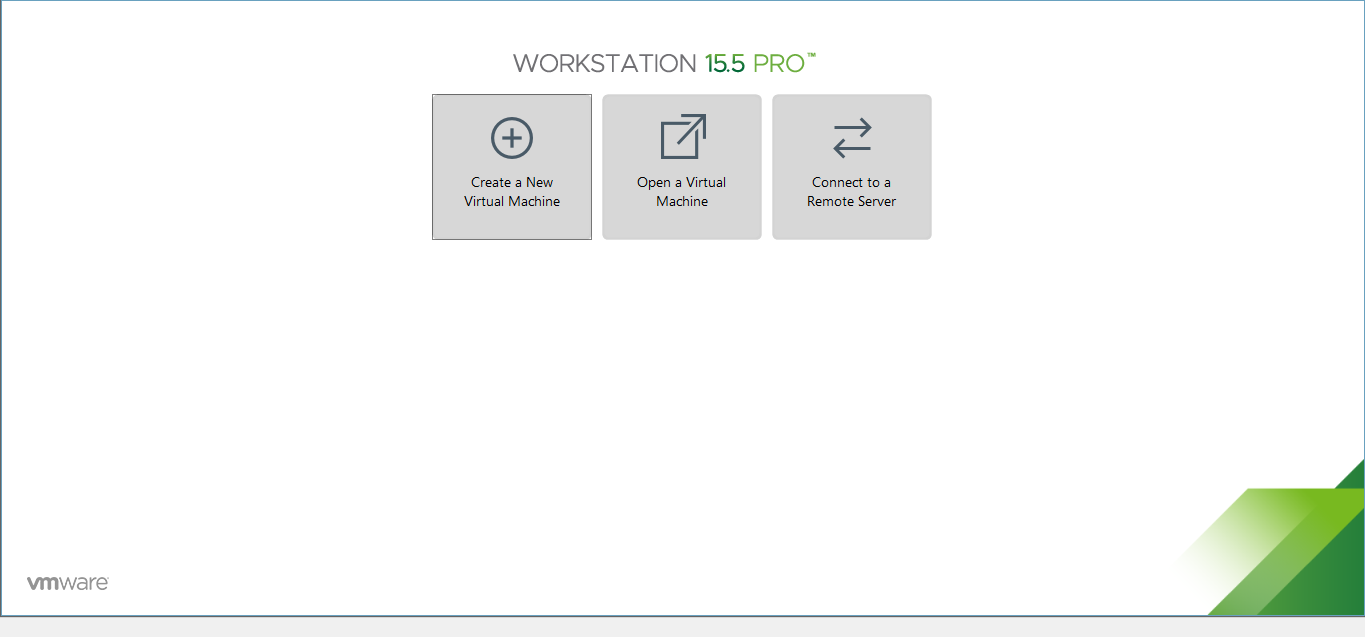 WORKSTATION 15.5 PRO™
Create a New
Virtual Machine
Open a Virtual
Machine
Connect to a
Remote Server
vmware